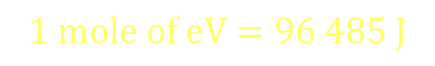 1 mole of eV = 96 485 J